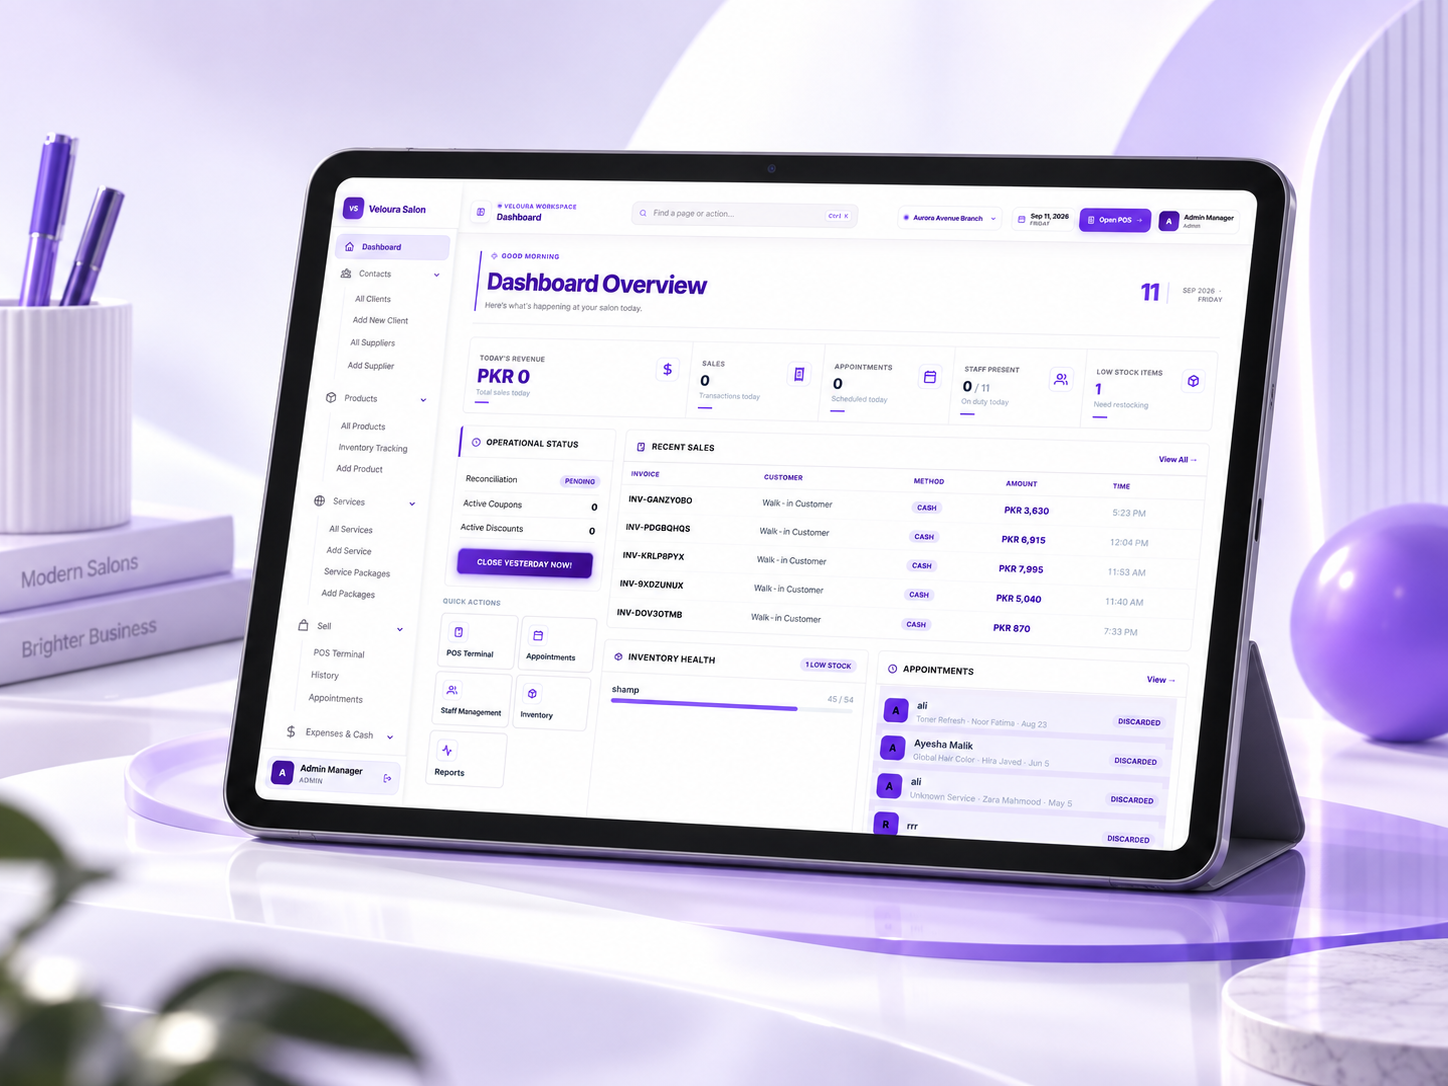 VS Veloura Salon
Dashboard
Contacts
All Clients
Add New Client
All Suppliers
Add Supplier
Products
All Products
Inventory Tracking
Add Product
Services
All Services
Add Service
Service Packages
Add Packages
Sell
POS Terminal
History
Appointments
Expenses & Cash
A Admin Manager
ADMIN
VELOURA WORKSPACE
Dashboard
Find a page or action... Ctrl K
Aurora Avenue Branch
Sep 11, 2026
FRIDAY
Open POS →
A Admin Manager
Admin
GOOD MORNING
Dashboard Overview
Here's what's happening at your salon today.
11 SEP 2026 ·
FRIDAY
TODAY'S REVENUE
PKR 0
Total sales today
$
SALES
0
Transactions today
APPOINTMENTS
0
Scheduled today
STAFF PRESENT
0 / 11
On duty today
LOW STOCK ITEMS
1
Need restocking
OPERATIONAL STATUS
Reconciliation PENDING
Active Coupons 0
Active Discounts 0
CLOSE YESTERDAY NOW!
QUICK ACTIONS
POS Terminal
Appointments
Staff Management
Inventory
Reports
RECENT SALES View All →
INVOICE CUSTOMER METHOD AMOUNT TIME
INV-GANZYOBO Walk-in Customer CASH PKR 3,630 5:23 PM
INV-PDGBQHQS Walk-in Customer CASH PKR 6,915 12:04 PM
INV-KRLP8PYX Walk-in Customer CASH PKR 7,995 11:53 AM
INV-9XDZUNUX Walk-in Customer CASH PKR 5,040 11:40 AM
INV-DOV3OTMB Walk-in Customer CASH PKR 870 7:33 PM
INVENTORY HEALTH 1 LOW STOCK
shamp 45 / 54
APPOINTMENTS View →
A ali
Toner Refresh · Noor Fatima · Aug 23 DISCARDED
A Ayesha Malik
Global Hair Color · Hira Javed · Jun 5 DISCARDED
A ali
Unknown Service · Zara Mahmood · May 5 DISCARDED
R rrr DISCARDED
Modern Salons
Brighter Business